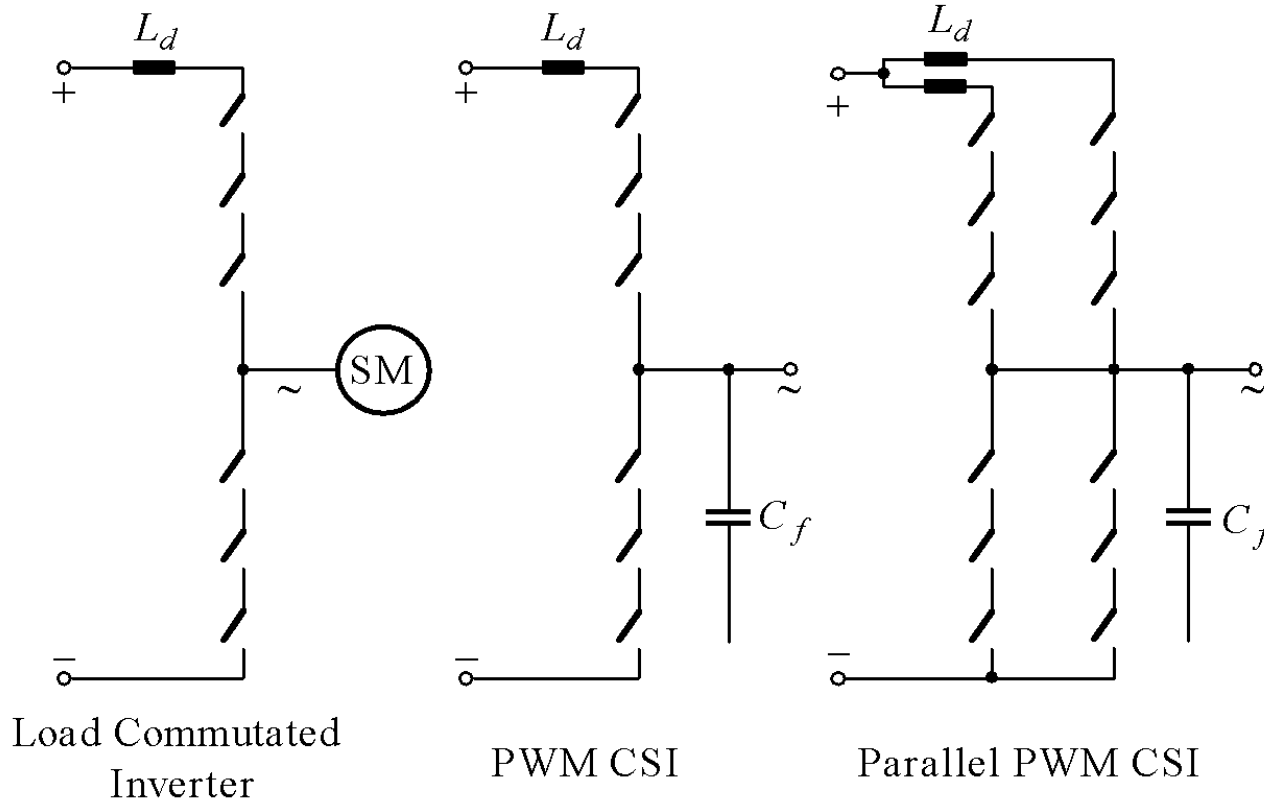 L_d
+
~
SM
−
Load Commutated
Inverter
L_d
+
~
C_f
−
PWM CSI
L_d
+
~
C_f
−
Parallel PWM CSI